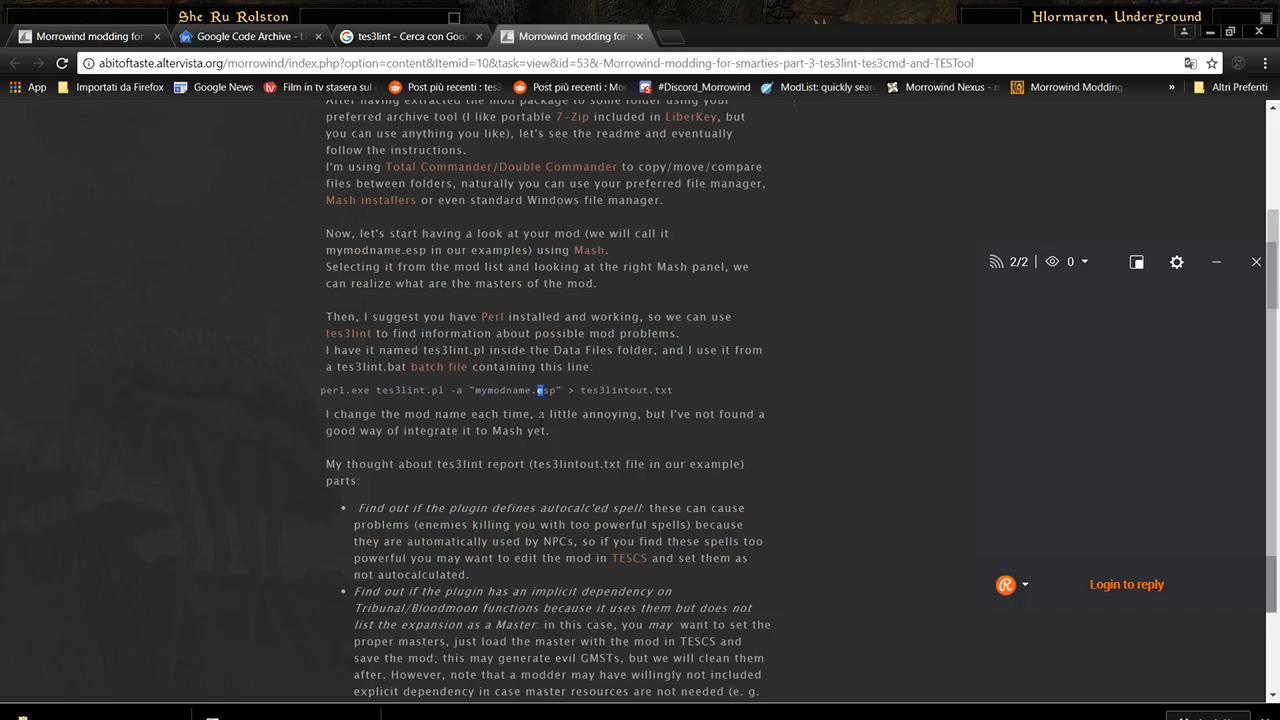 She Ru Rolston
Hlormaren, Underground
Morrowind modding for
Google Code Archive - L
tes3lint - Cerca con Goog
Morrowind modding for
abitoftaste.altervista.org/morrowind/index.php?option=content&Itemid=10&task=view&id=53&-Morrowind-modding-for-smarties-part-3-tes3lint-tes3cmd-and-TESTool
App
Importati da Firefox
Google News
Film in tv stasera su
Post più recenti : tes3
Post più recenti : Mo
#Discord_Morrowind
ModList: quickly sear
Morrowind Nexus - m
Morrowind Modding
»
Altri Preferiti
After having extracted the mod package to some folder using your
preferred archive tool (I like portable 7-Zip included in LiberKey, but
you can use anything you like), let's see the readme and eventually
follow the instructions.
I'm using Total Commander/Double Commander to copy/move/compare
files between folders, naturally you can use your preferred file manager,
Mash installers or even standard Windows file manager.
Now, let's start having a look at your mod (we will call it
mymodname.esp in our examples) using Mash.
Selecting it from the mod list and looking at the right Mash panel, we
can realize what are the masters of the mod.
Then, I suggest you have Perl installed and working, so we can use
tes3lint to find information about possible mod problems.
I have it named tes3lint.pl inside the Data Files folder, and I use it from
a tes3lint.bat batch file containing this line:
perl.exe tes3lint.pl -a "mymodname.esp" > tes3lintout.txt
I change the mod name each time, a little annoying, but I've not found a
good way of integrate it to Mash yet.
My thought about tes3lint report (tes3lintout.txt file in our example)
parts:
• Find out if the plugin defines autocalc'ed spell: these can cause
problems (enemies killing you with too powerful spells) because
they are automatically used by NPCs, so if you find these spells too
powerful you may want to edit the mod in TESCS and set them as
not autocalculated.
• Find out if the plugin has an implicit dependency on
Tribunal/Bloodmoon functions because it uses them but does not
list the expansion as a Master: in this case, you may want to set the
proper masters, just load the master with the mod in TESCS and
save the mod; this may generate evil GMSTs, but we will clean them
after. However, note that a modder may have willingly not included
explicit dependency in case master resources are not needed (e. g.
2/2
0
Login to reply